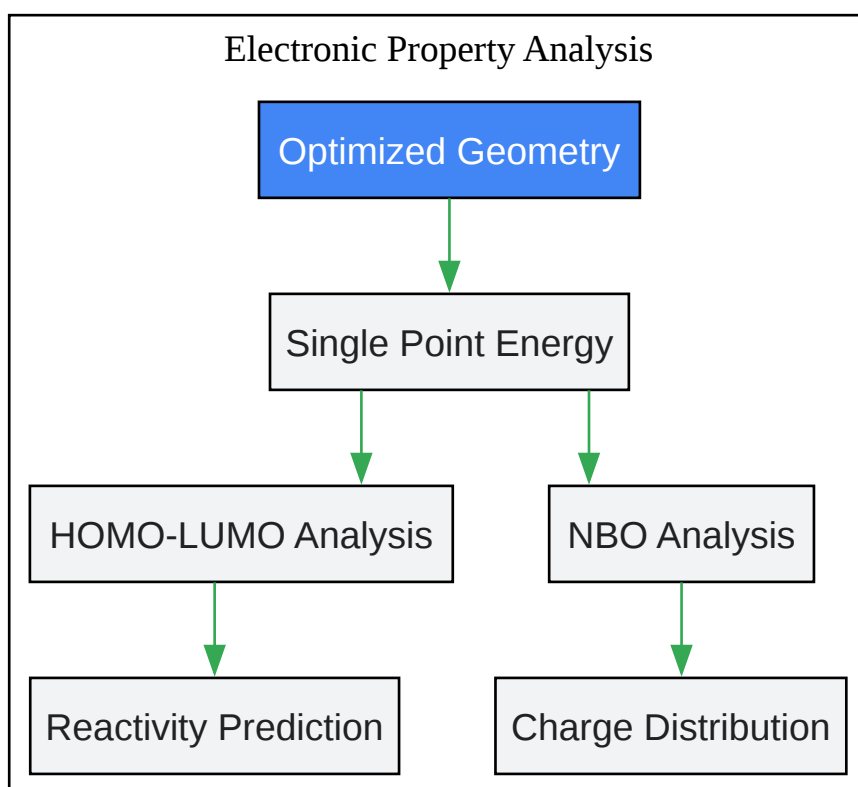 Electronic Property Analysis
Optimized Geometry
Single Point Energy
HOMO-LUMO Analysis
NBO Analysis
Reactivity Prediction
Charge Distribution